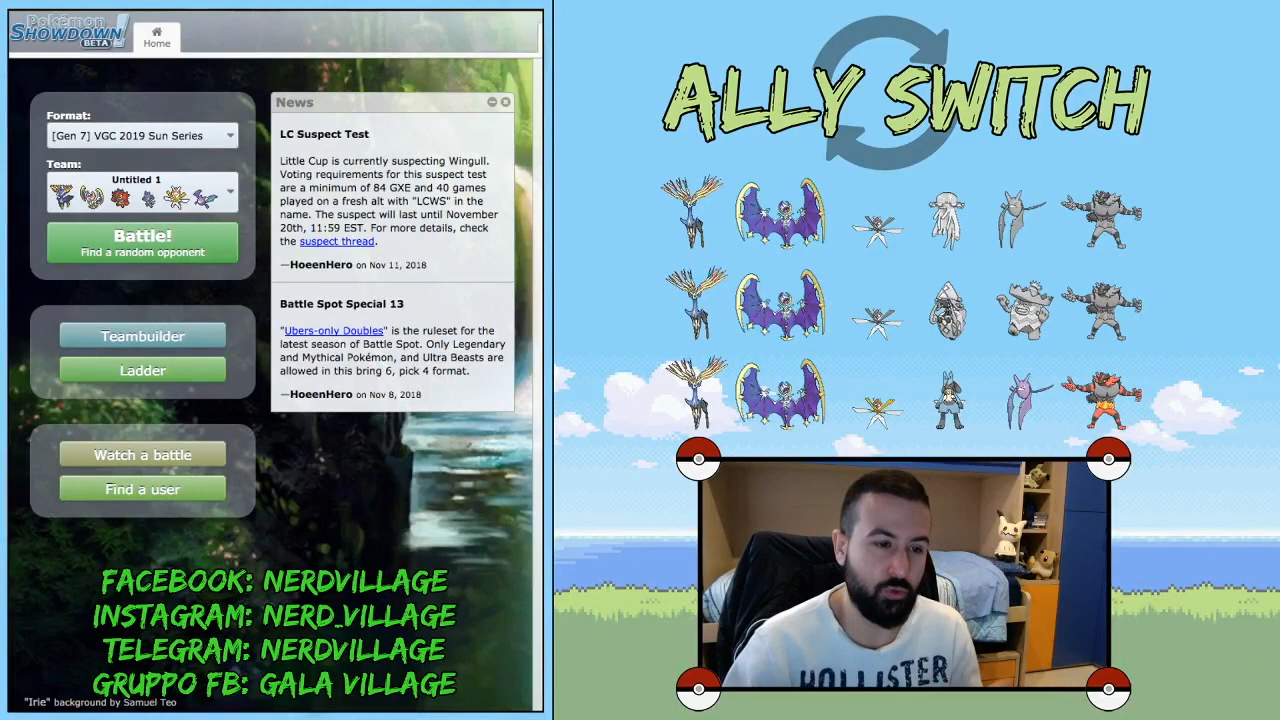 Pokémon
SHOWDOWN!
BETA
Home
Format:
[Gen 7] VGC 2019 Sun Series
Team:
Untitled 1
Battle!
Find a random opponent
Teambuilder
Ladder
Watch a battle
Find a user
News
LC Suspect Test
Little Cup is currently suspecting Wingull.
Voting requirements for this suspect test
are a minimum of 84 GXE and 40 games
played on a fresh alt with "LCWS" in the
name. The suspect will last until November
20th, 11:59 EST. For more details, check
the suspect thread.
—HoeenHero on Nov 11, 2018
Battle Spot Special 13
"Ubers-only Doubles" is the ruleset for the
latest season of Battle Spot. Only Legendary
and Mythical Pokémon, and Ultra Beasts are
allowed in this bring 6, pick 4 format.
—HoeenHero on Nov 8, 2018
FACEBOOK: NERDVILLAGE
INSTAGRAM: NERD_VILLAGE
TELEGRAM: NERDVILLAGE
GRUPPO FB: GALA VILLAGE
"Irie" background by Samuel Teo
ALLY SWITCH
HOLLISTER